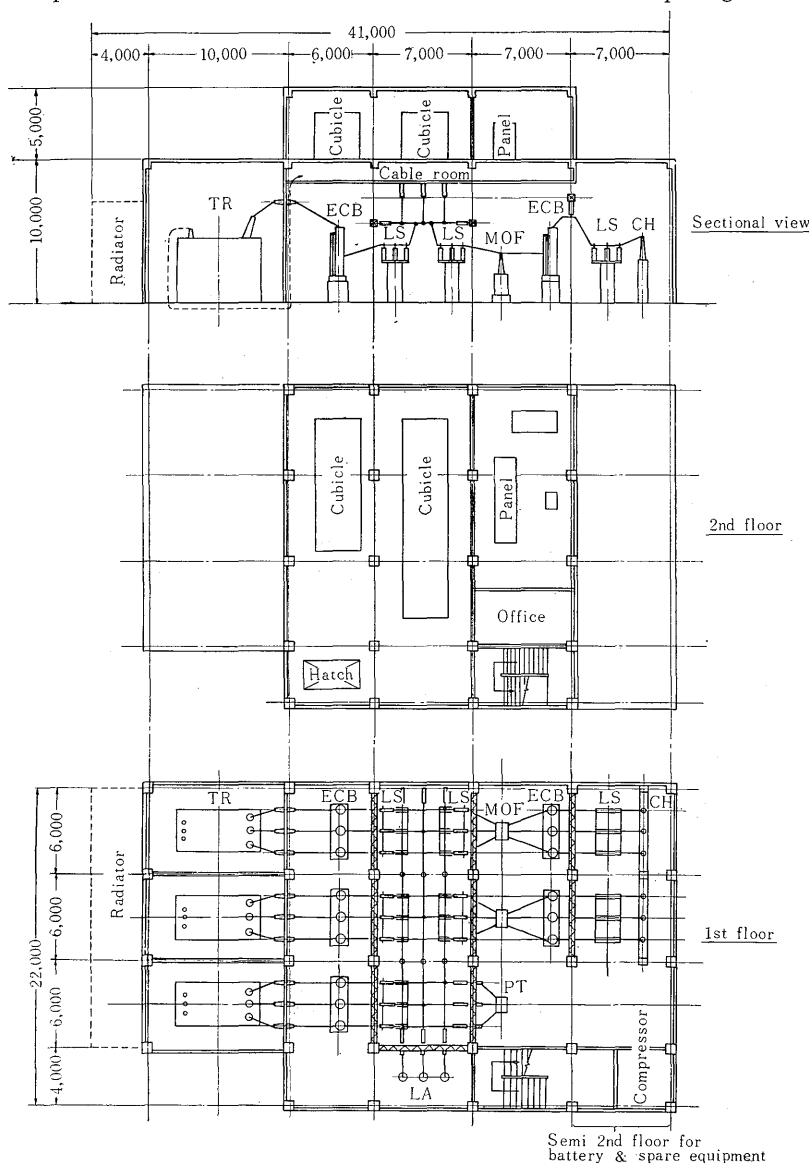 41,000
4,000 10,000 6,000 7,000 7,000 7,000
5,000
Cubicle
Cubicle
Panel
Cable room
10,000
Radiator
TR
ECB
LS
LS
MOF
ECB
LS
CH
Sectional view
Cubicle
Cubicle
Panel
2nd floor
Office
Hatch
TR
ECB
LS
LS
MOF
ECB
LS
CH
22,000
6,000
6,000
6,000
4,000
Radiator
1st floor
PT
LA
Compressor
Semi 2nd floor for
battery & spare equipment